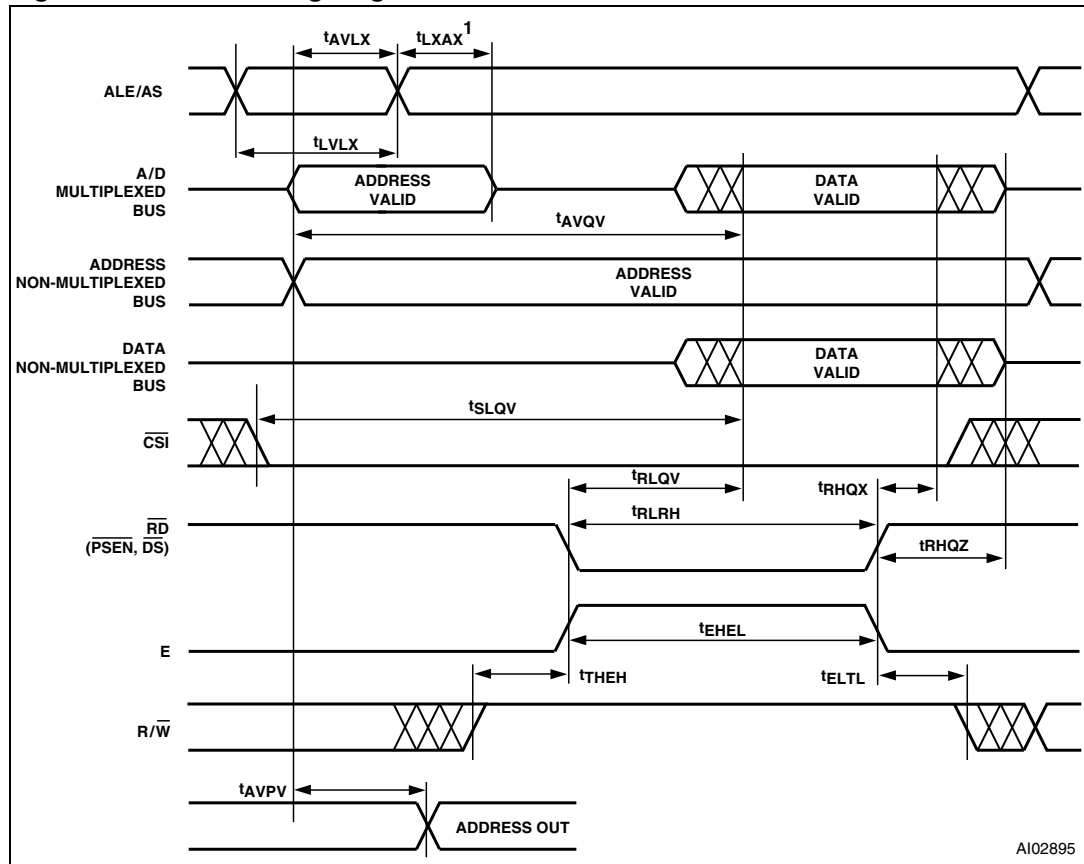 tAVLX tLXAX 1
ALE/AS
tLVLX
A/D
MULTIPLEXED
BUS
ADDRESS
VALID
DATA
VALID
tAVQV
ADDRESS
NON-MULTIPLEXED
BUS
ADDRESS
VALID
DATA
NON-MULTIPLEXED
BUS
DATA
VALID
tSLQV
CSI
tRLQV tRHQX
tRLRH
RD
(PSEN, DS)
tRHQZ
tEHEL
E
tTHEH tELTL
R/W
tAVPV
ADDRESS OUT
AI02895